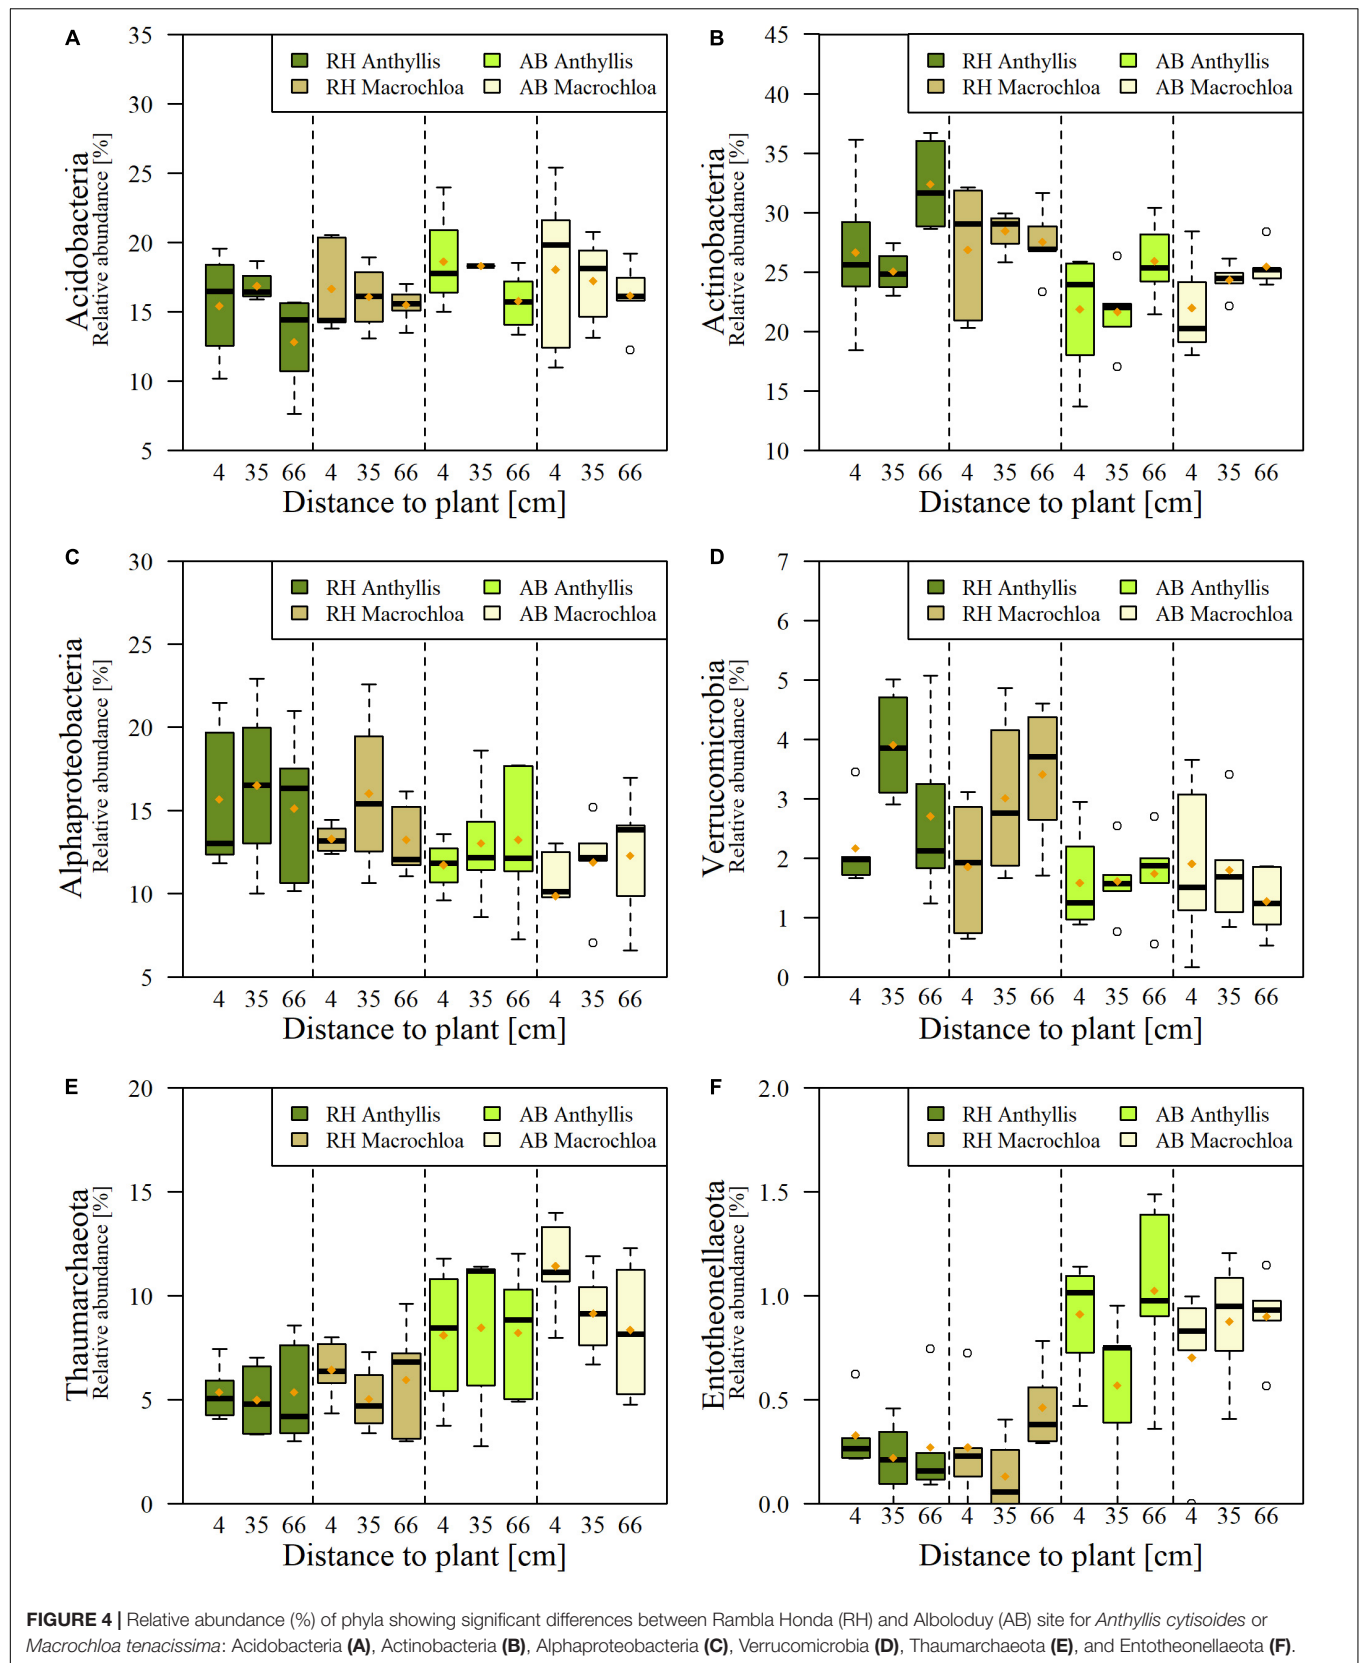 A
35
30
25
20
15
10
5
Acidobacteria
Relative abundance [%]
RH Anthyllis AB Anthyllis
RH Macrochloa AB Macrochloa
4 35 66 4 35 66 4 35 66 4 35 66
Distance to plant [cm]
B
45
40
35
30
25
20
15
10
Actinobacteria
Relative abundance [%]
RH Anthyllis AB Anthyllis
RH Macrochloa AB Macrochloa
4 35 66 4 35 66 4 35 66 4 35 66
Distance to plant [cm]
C
30
25
20
15
10
5
Alphaproteobacteria
Relative abundance [%]
RH Anthyllis AB Anthyllis
RH Macrochloa AB Macrochloa
4 35 66 4 35 66 4 35 66 4 35 66
Distance to plant [cm]
D
7
6
5
4
3
2
1
0
Verrucomicrobia
Relative abundance [%]
RH Anthyllis AB Anthyllis
RH Macrochloa AB Macrochloa
4 35 66 4 35 66 4 35 66 4 35 66
Distance to plant [cm]
E
20
15
10
5
0
Thaumarchaeota
Relative abundance [%]
RH Anthyllis AB Anthyllis
RH Macrochloa AB Macrochloa
4 35 66 4 35 66 4 35 66 4 35 66
Distance to plant [cm]
F
2.0
1.5
1.0
0.5
0.0
Entotheonellaeota
Relative abundance [%]
RH Anthyllis AB Anthyllis
RH Macrochloa AB Macrochloa
4 35 66 4 35 66 4 35 66 4 35 66
Distance to plant [cm]
FIGURE 4 | Relative abundance (%) of phyla showing significant differences between Rambla Honda (RH) and Alboloduy (AB) site for Anthyllis cytisoides or
Macrochloa tenacissima: Acidobacteria (A), Actinobacteria (B), Alphaproteobacteria (C), Verrucomicrobia (D), Thaumarchaeota (E), and Entotheonellaeota (F).